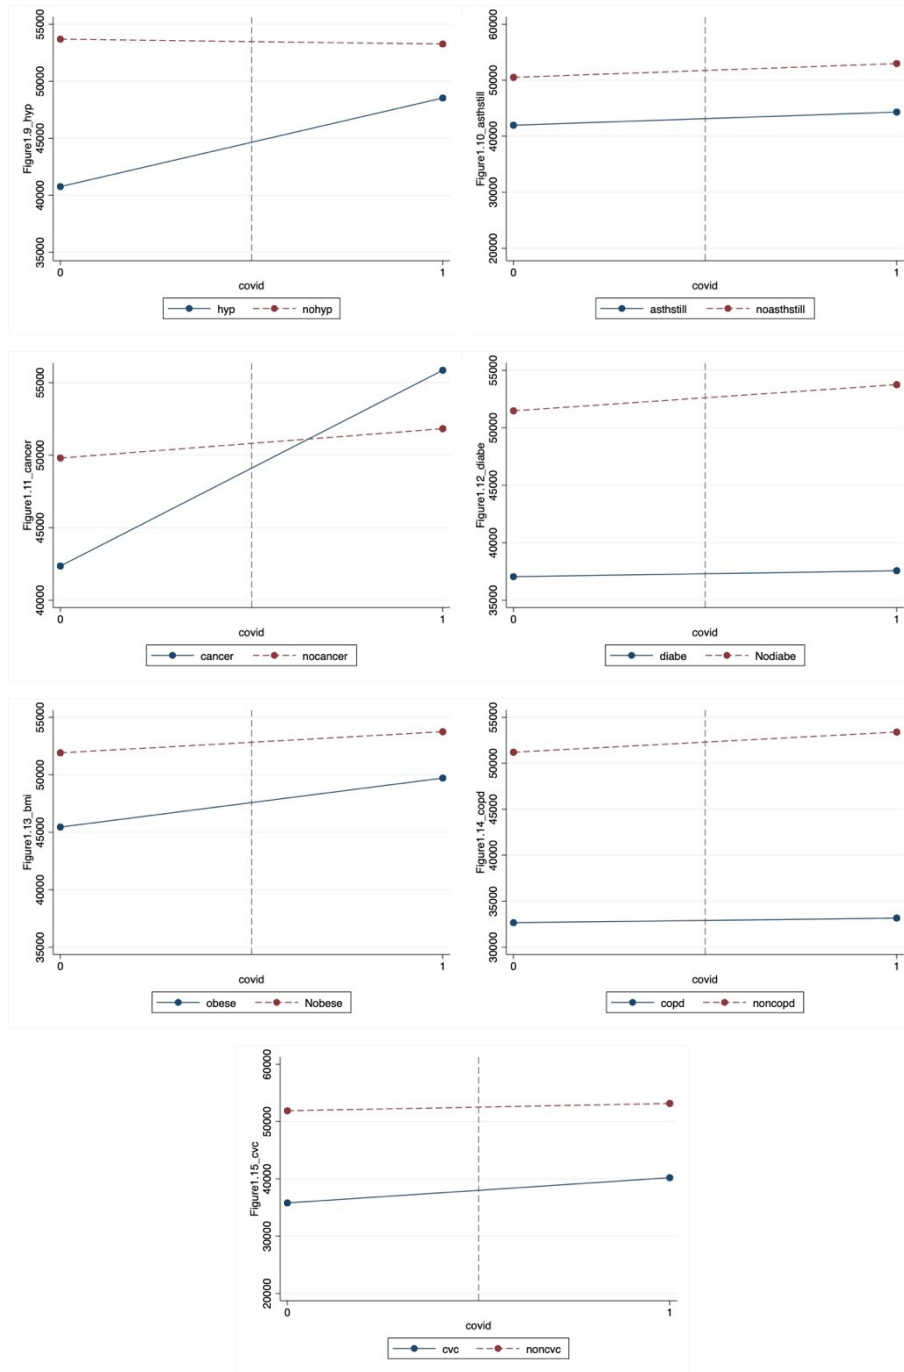 Figure1.9_hyp
55000
50000
45000
40000
35000
0 1
covid
hyp nohyp
Figure1.10_asthstill
60000
50000
40000
30000
20000
0 1
covid
asthstill noasthstill
Figure1.11_cancer
55000
50000
45000
40000
0 1
covid
cancer nocancer
Figure1.12_diabe
55000
50000
45000
40000
35000
0 1
covid
diabe Nodiabe
Figure1.13_bmi
55000
50000
45000
40000
35000
0 1
covid
obese Nobese
Figure1.14_copd
55000
50000
45000
40000
35000
30000
0 1
covid
copd noncopd
Figure1.15_cvc
60000
50000
40000
30000
20000
0 1
covid
cvc noncvc